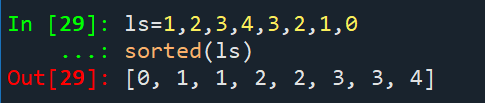 In [29]: ls=1,2,3,4,3,2,1,0
...: sorted(ls)
Out[29]: [0, 1, 1, 2, 2, 3, 3, 4]